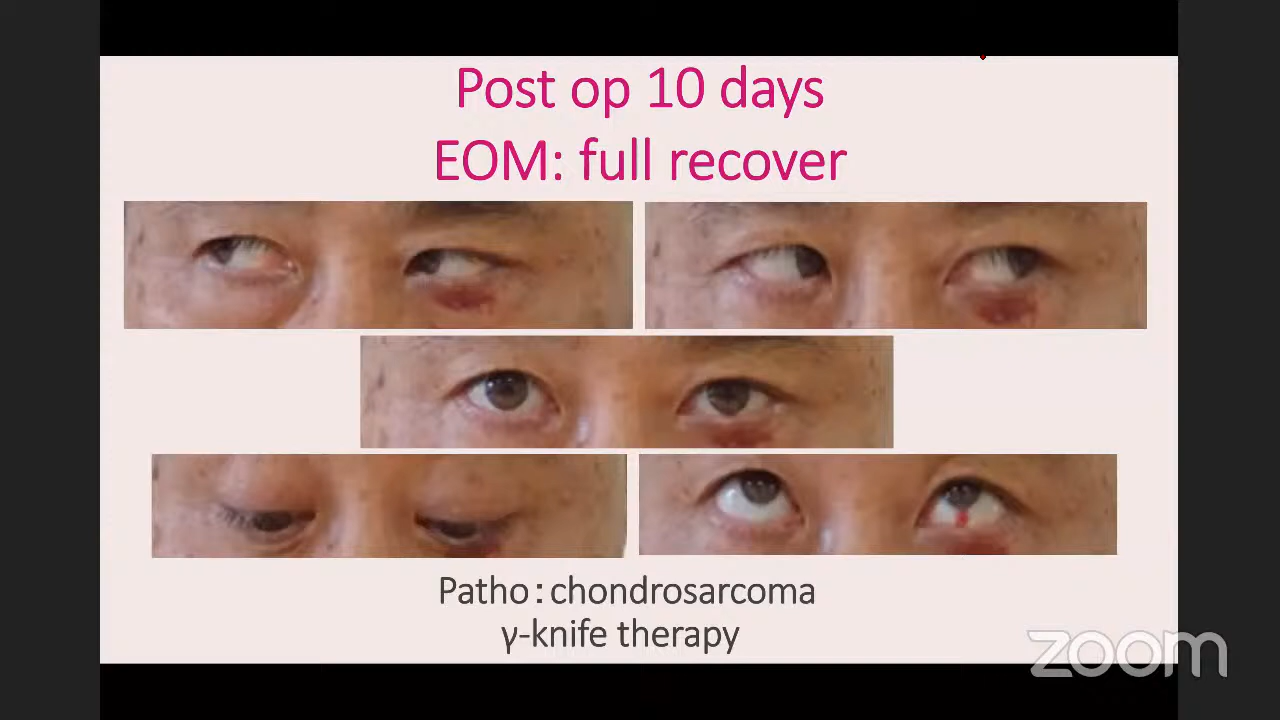 Post op 10 days
EOM: full recover
Patho : chondrosarcoma
γ-knife therapy
zoom